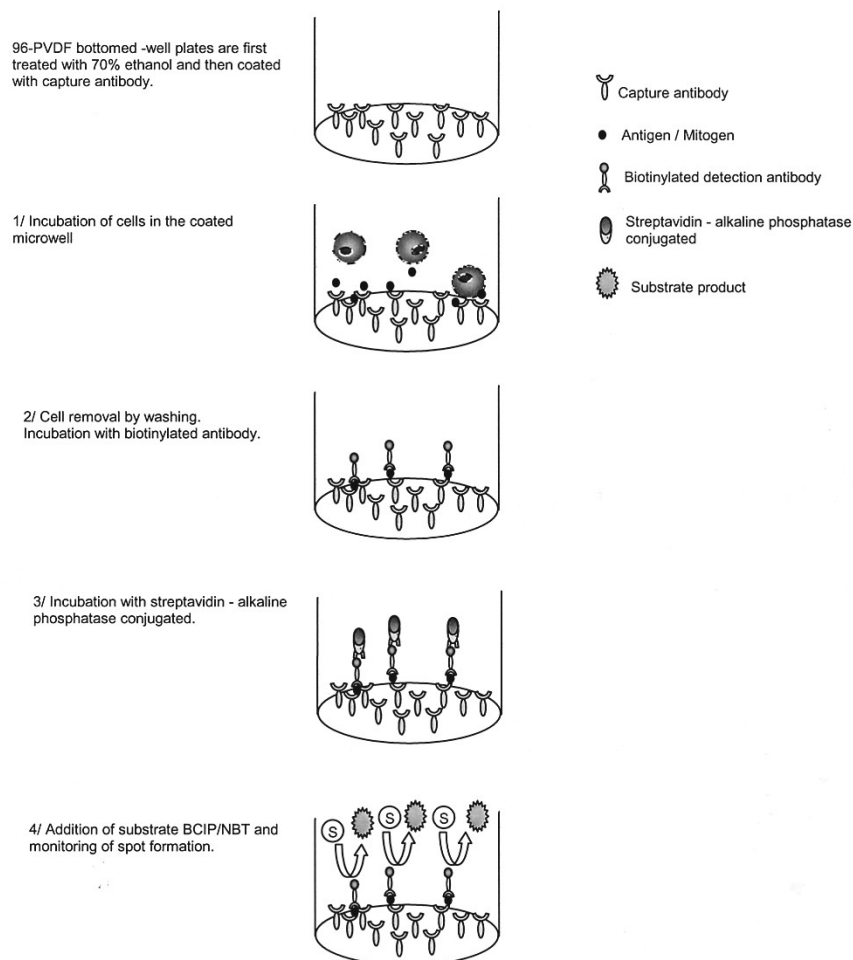 96-PVDF bottomed -well plates are first
treated with 70% ethanol and then coated
with capture antibody.
Capture antibody
Antigen / Mitogen
Biotinylated detection antibody
Streptavidin - alkaline phosphatase
conjugated
Substrate product
1/ Incubation of cells in the coated
microwell
2/ Cell removal by washing.
Incubation with biotinylated antibody.
3/ Incubation with streptavidin - alkaline
phosphatase conjugated.
4/ Addition of substrate BCIP/NBT and
monitoring of spot formation.
S
S
S